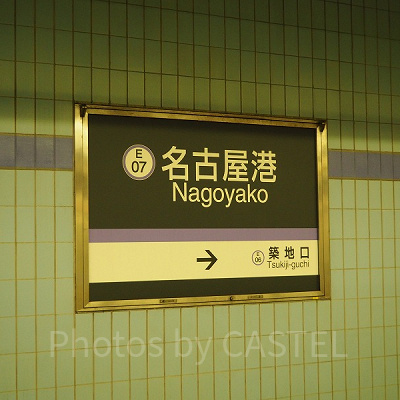 E
07
名古屋港
Nagoyako
→
E
06
築地口
Tsukiji-guchi
Photos by CASTEL